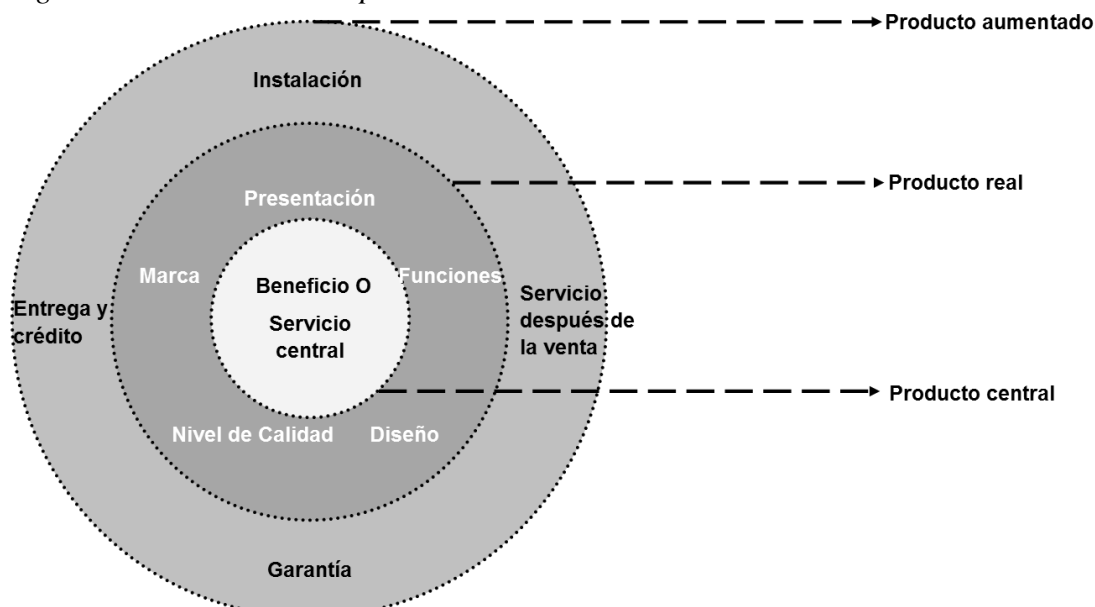 Producto aumentado
Instalación
Producto real
Presentación
Marca
Funciones
Beneficio O
Servicio
central
Entrega y
crédito
Servicio
después de
la venta
Producto central
Nivel de Calidad
Diseño
Garantía